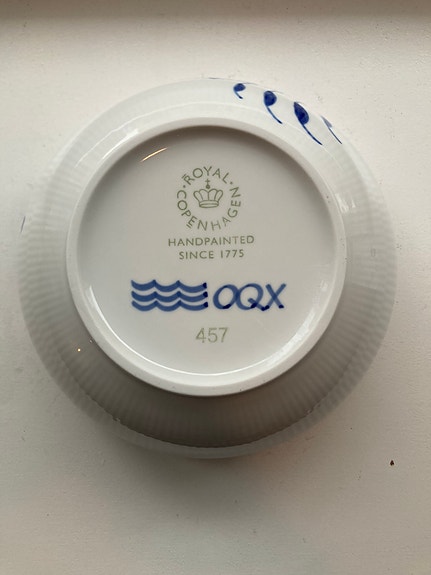 ROYAL COPENHAGEN
HANDPAINTED
SINCE 1775
OQX
457